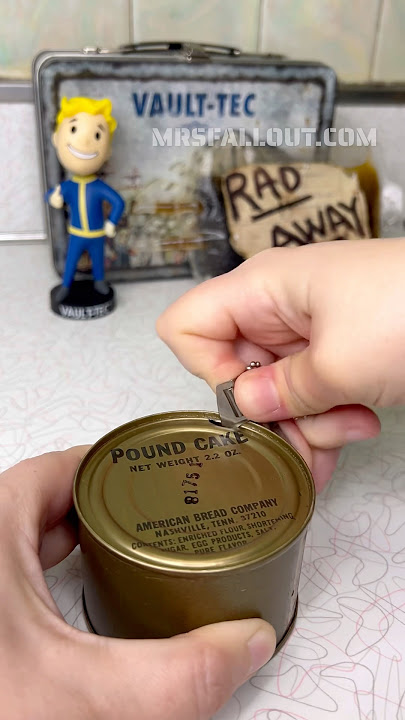 VAULT-TEC
MRSFALLOUT.COM
RAD
AWAY
VAULT-TEC
POUND CAKE
NET WEIGHT 2.2 OZ.
8175
AMERICAN BREAD COMPANY
NASHVILLE, TENN. 37210
CONTENTS: ENRICHED FLOUR, SHORTENING,
SUGAR, EGG PRODUCTS, SALT,
PURE FLAVOR